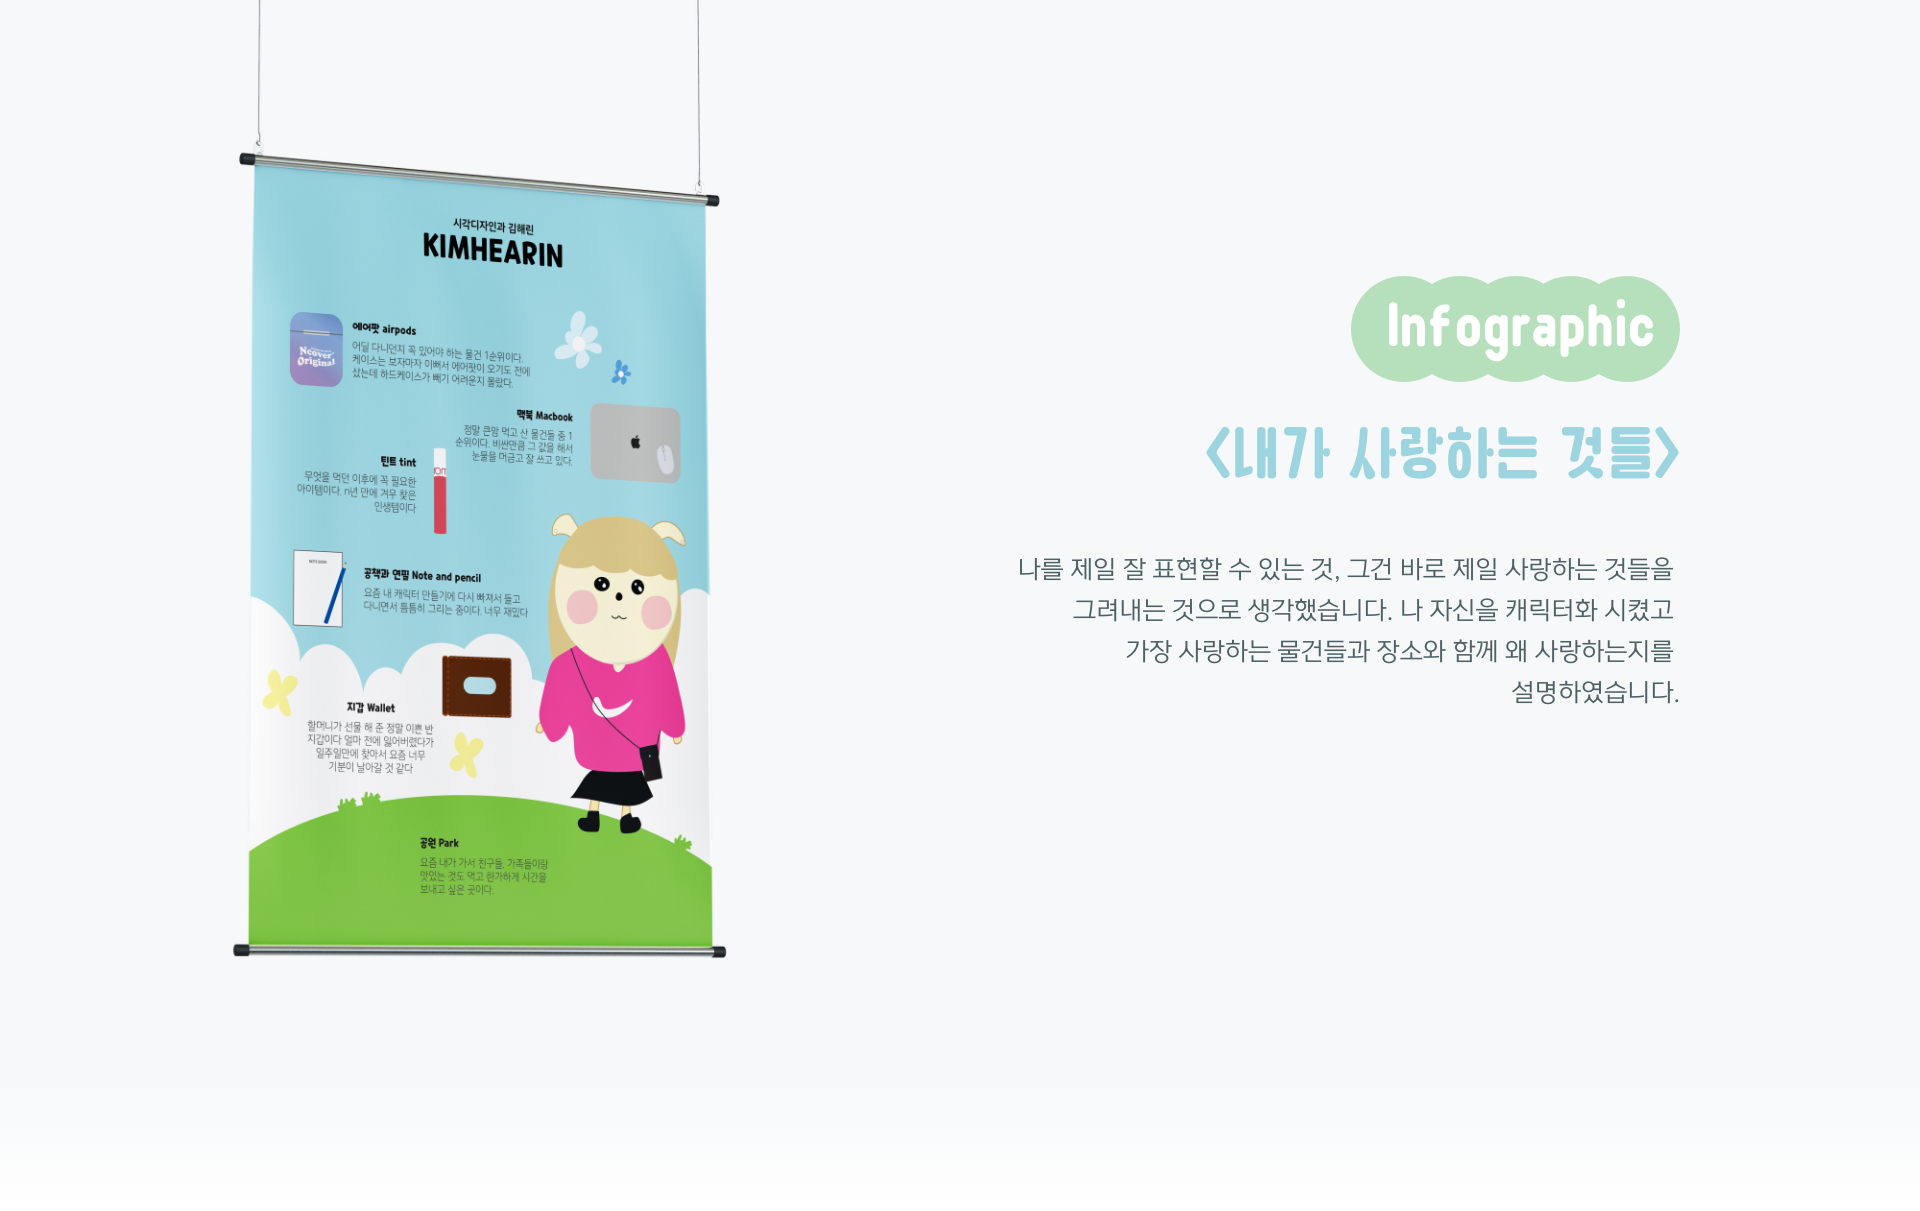 시각디자인과 김해린
KIMHEARIN
에어팟 airpods
어딜 다니던지 꼭 있어야 하는 물건 1순위이다.
케이스는 보자마자 이뻐서 에어팟이 오기도 전에
샀는데 하드케이스가 빼기 어려운지 몰랐다.
Neover
Original
맥북 Macbook
정말 큰맘 먹고 산 물건들 중 1
순위이다. 비싼만큼 그 값을 해서
눈물을 머금고 잘 쓰고 있다.
틴트 tint
무엇을 먹던 이후에 꼭 필요한
아이템이다. n년 만에 겨우 찾은
인생템이다
공책과 연필 Note and pencil
요즘 내 캐릭터 만들기에 다시 빠져서 들고
다니면서 틈틈히 그리는 중이다. 너무 재밌다
NOTE BOOK
지갑 Wallet
할머니가 선물 해 준 정말 이쁜 반
지갑이다 얼마 전에 잃어버렸다가
일주일만에 찾아서 요즘 너무
기분이 날아갈 것 같다
공원 Park
요즘 내가 가서 친구들, 가족들이랑
맛있는 것도 먹고 한가하게 시간을
보내고 싶은 곳이다.
Infographic
<내가 사랑하는 것들>
나를 제일 잘 표현할 수 있는 것, 그건 바로 제일 사랑하는 것들을
그려내는 것으로 생각했습니다. 나 자신을 캐릭터화 시켰고
가장 사랑하는 물건들과 장소와 함께 왜 사랑하는지를
설명하였습니다.